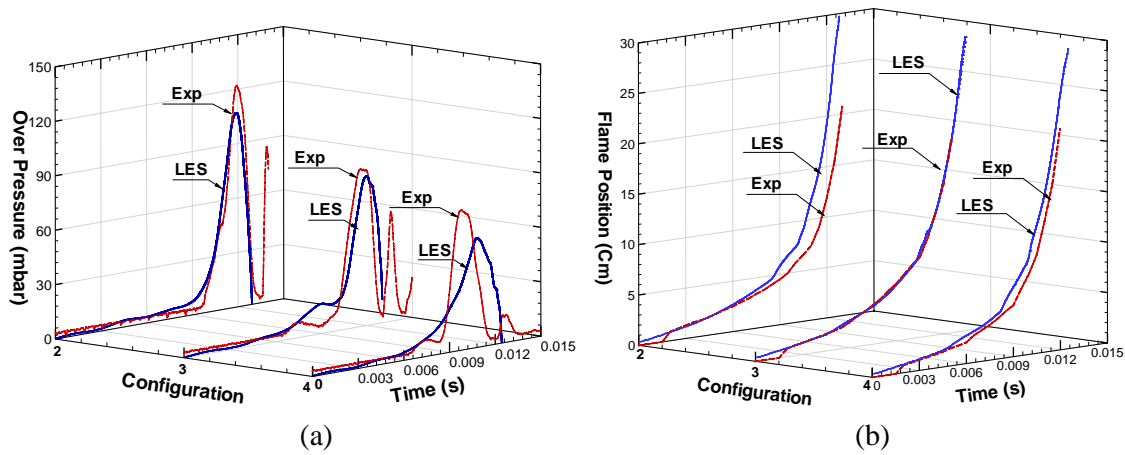 150
120
90
60
30
0
Over Pressure (mbar)
Exp
LES
Exp
LES
Exp
LES
2
3
4
Configuration
0
0.003
0.006
0.009
0.012
0.015
Time (s)
(a)
30
25
20
15
10
5
0
Flame Position (Cm)
LES
Exp
LES
Exp
Exp
LES
2
3
4
Configuration
0
0.003
0.006
0.009
0.012
0.015
Time (s)
(b)